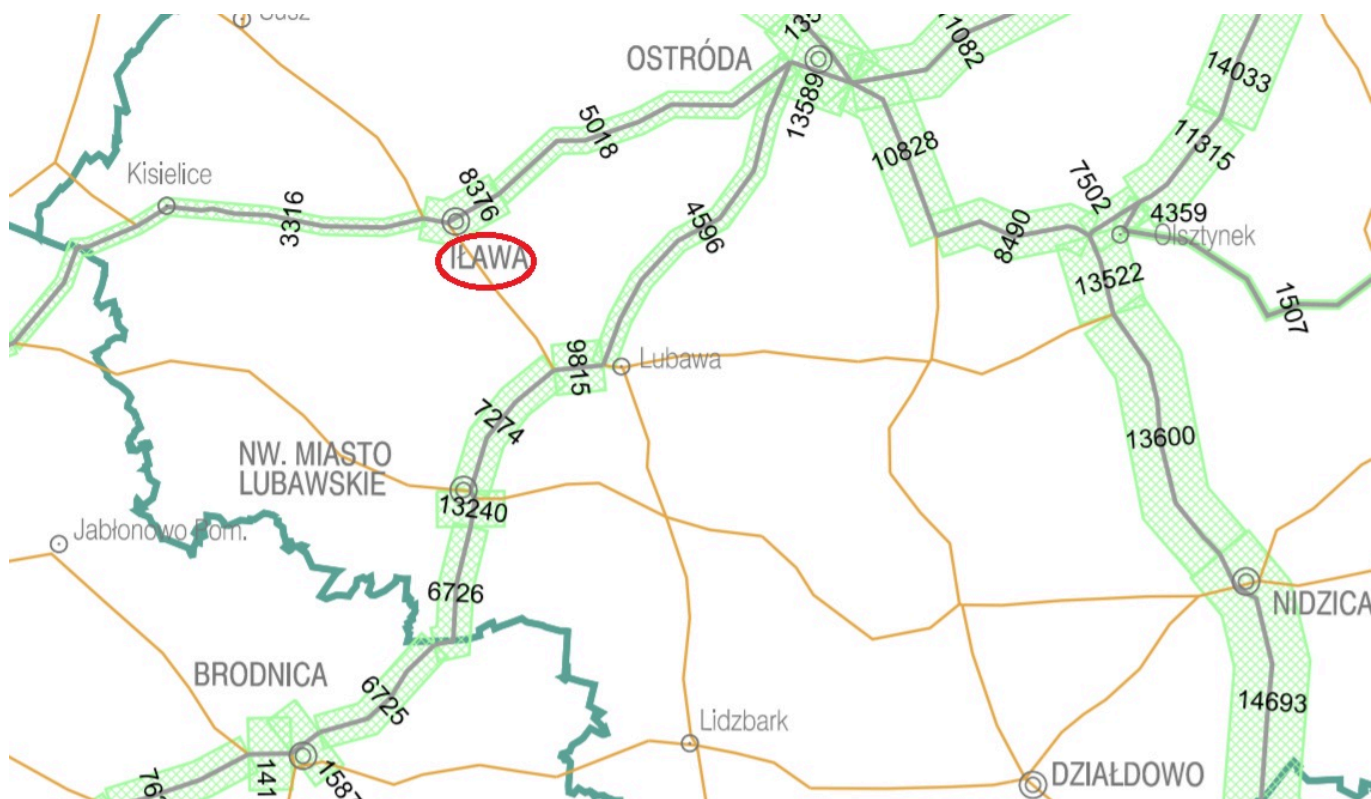 OSTRÓDA
11082
14033
13589
5018
10828
11315
Kisielice
8376
7502
3316
4359
4596
8490
Olsztynek
IŁAWA
13522
1507
9815
Lubawa
7274
13600
NW. MIASTO
LUBAWSKIE
13240
Jabłonowo Pom.
6726
NIDZICA
BRODNICA
6725
14693
Lidzbark
DZIAŁDOWO